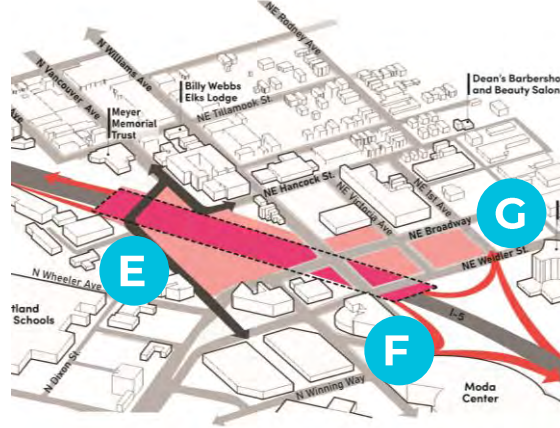 NE Rodney Ave
N Williams Ave
N Vancouver Ave
Ave
Billy Webbs
Elks Lodge
Meyer
Memorial
Trust
NE Tillamook St.
Dean's Barbersho
and Beauty Salon
NE Hancock St.
NE Victoria Ave
NE 1st Ave
NE Broadway
NE Weidler St.
G
E
F
N Wheeler Ave
tland
Schools
N Dixon St
I-5
N Winning Way
Moda
Center